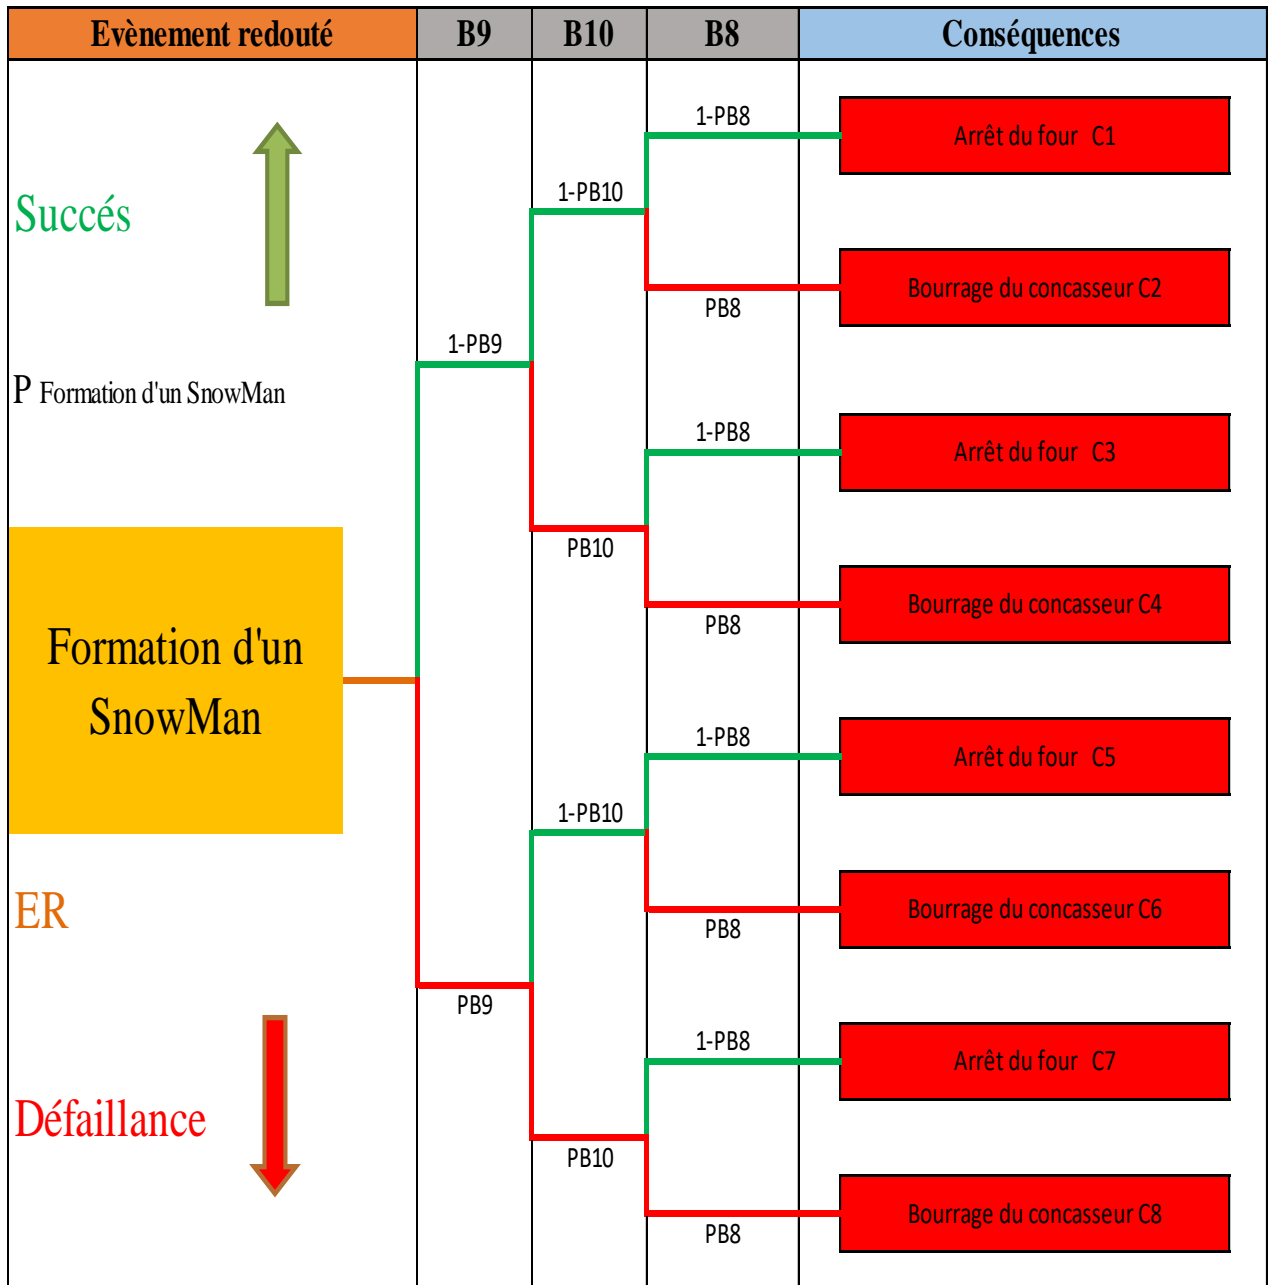 Evènement redouté B9 B10 B8 Conséquences
1-PB8
Arrêt du four C1
1-PB10
Succés
Bourrage du concasseur C2
PB8
1-PB9
P Formation d'un SnowMan
1-PB8
Arrêt du four C3
PB10
Bourrage du concasseur C4
PB8
Formation d'un
SnowMan
1-PB8
Arrêt du four C5
1-PB10
ER
Bourrage du concasseur C6
PB8
PB9
1-PB8
Arrêt du four C7
Défaillance
PB10
Bourrage du concasseur C8
PB8